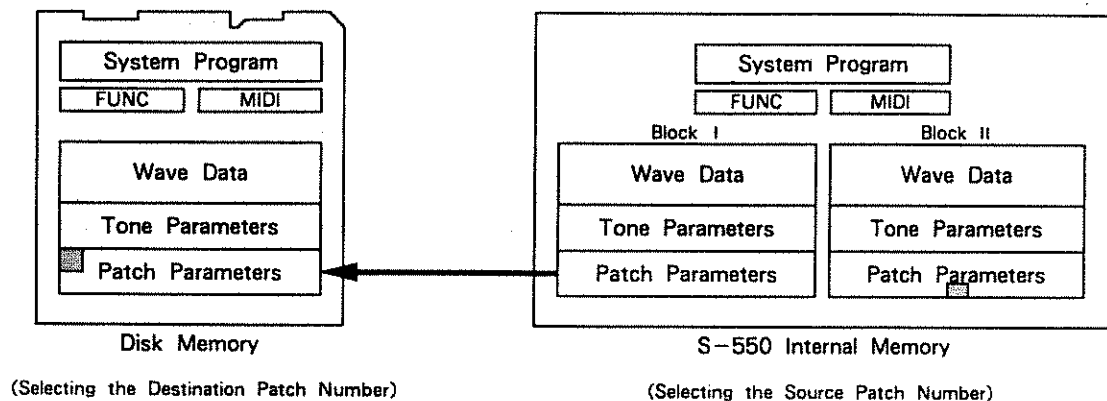 System Program
FUNC MIDI
Wave Data
Tone Parameters
Patch Parameters
Disk Memory
(Selecting the Destination Patch Number)
System Program
FUNC MIDI
Block I Block II
Wave Data Wave Data
Tone Parameters Tone Parameters
Patch Parameters Patch Parameters
S-550 Internal Memory
(Selecting the Source Patch Number)